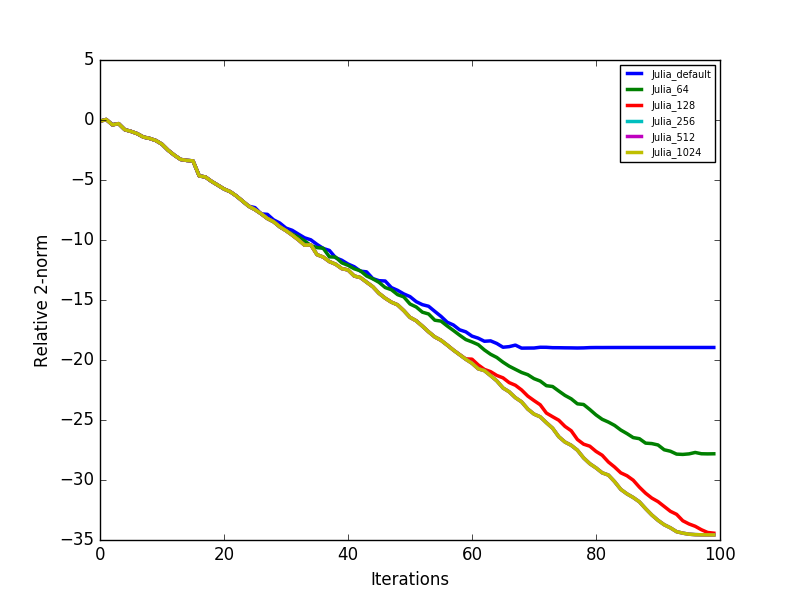 5
0
−5
−10
−15
−20
−25
−30
−35
0
20
40
60
80
100
Relative 2-norm
Iterations
Julia_default
Julia_64
Julia_128
Julia_256
Julia_512
Julia_1024